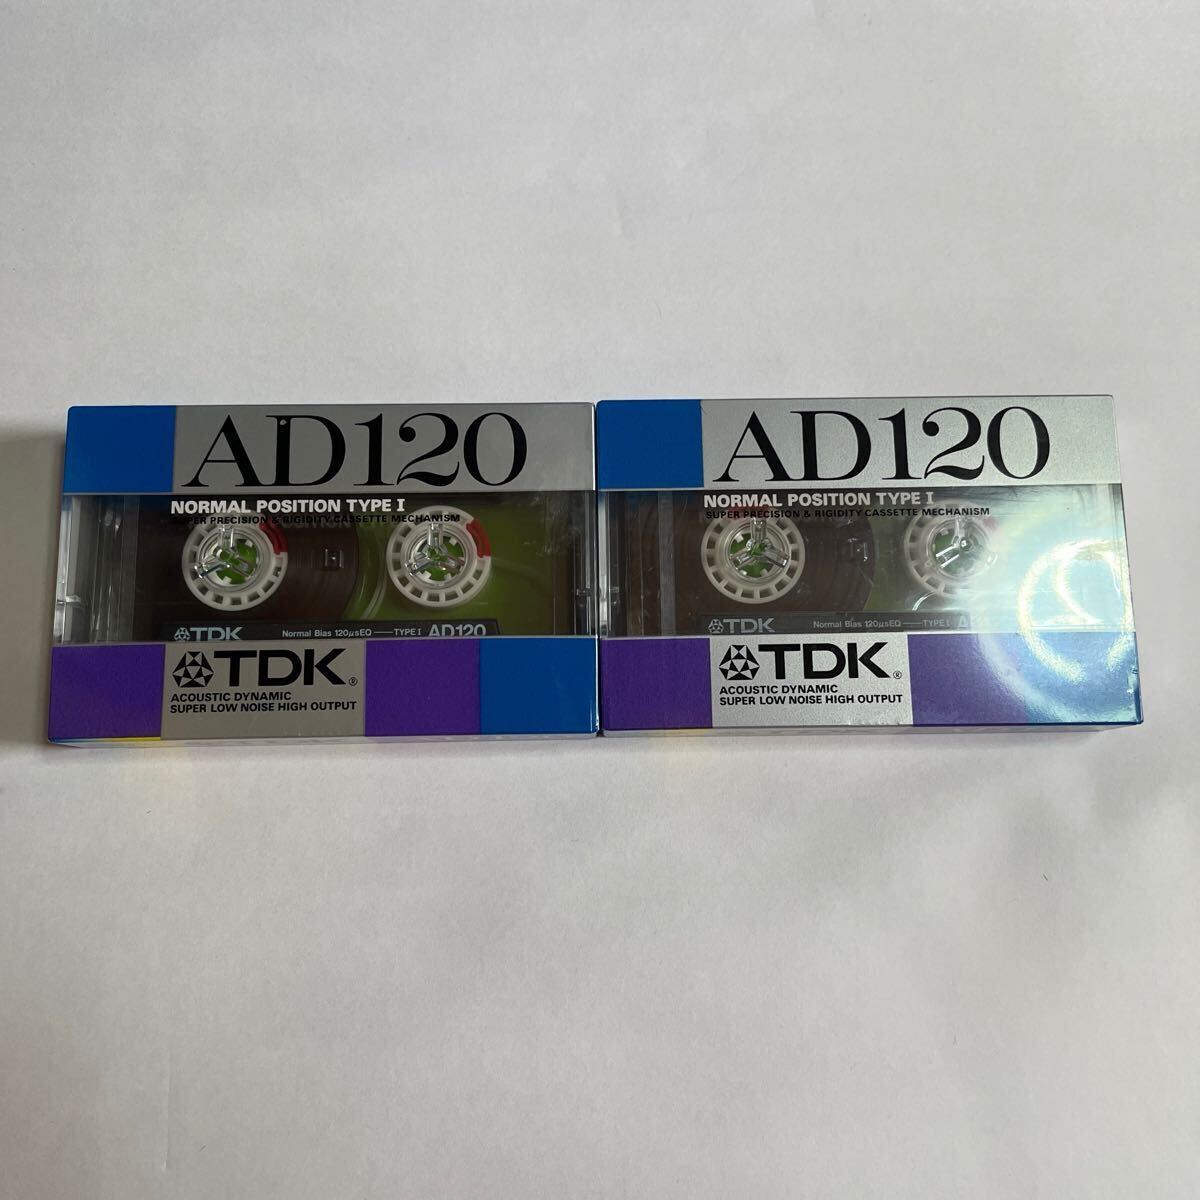 AD120
NORMAL POSITION TYPE I
SUPER PRECISION & RIGIDITY CASSETTE MECHANISM
POSITION
TDK
Normal Bias 120µsEQ TYPE I AD120
TDK®
ACOUSTIC DYNAMIC
SUPER LOW NOISE HIGH OUTPUT
AD120
NORMAL POSITION TYPE I
SUPER PRECISION & RIGIDITY CASSETTE MECHANISM
TDK
Normal Bias 120µsEQ TYPE I
TDK®
ACOUSTIC DYNAMIC
SUPER LOW NOISE HIGH OUTPUT